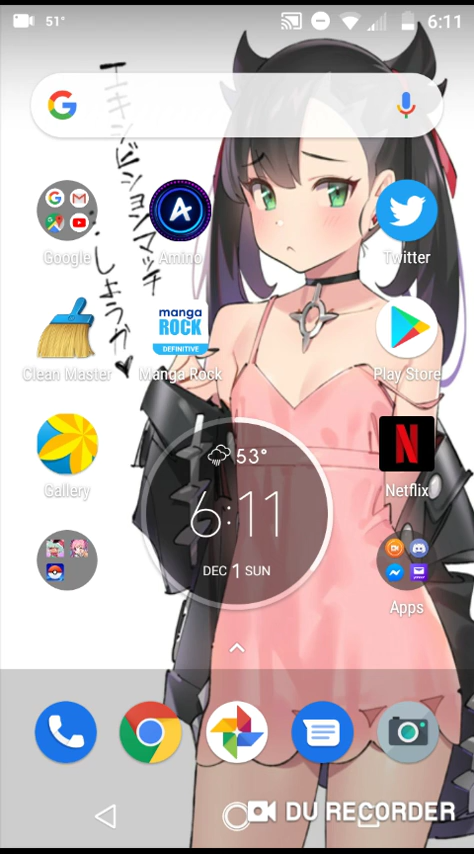 51°
6:11
エキシビションマッチ
しようか♥
Google
Amino
Twitter
manga
ROCK
DEFINITIVE
Clean Master
Manga Rock
Play Store
Gallery
N
Netflix
53°
6:11
DEC 1 SUN
Apps
DU RECORDER